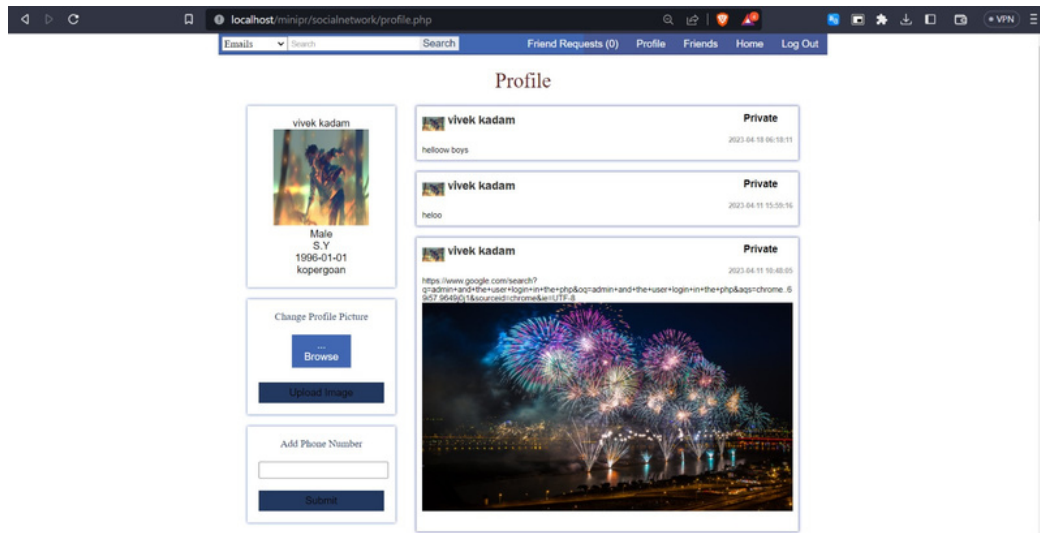 localhost/minipr/socialnetwork/profile.php
VPN
Emails Search Search Friend Requests (0) Profile Friends Home Log Out
Profile
vivek kadam
Male
S.Y
1996-01-01
kopergoan
Change Profile Picture
...
Browse
Upload Image
Add Phone Number
Submit
vivek kadam Private
2023-04-18 06:18:11
helloow boys
vivek kadam Private
2023-04-11 15:59:16
heloo
vivek kadam Private
2023-04-11 10:48:05
https://www.google.com/search?
q=admin+and+the+user+login+in+the+php&oq=admin+and+the+user+login+in+the+php&aqs=chrome..6
9i57.9649j0j1&sourceid=chrome&ie=UTF-8